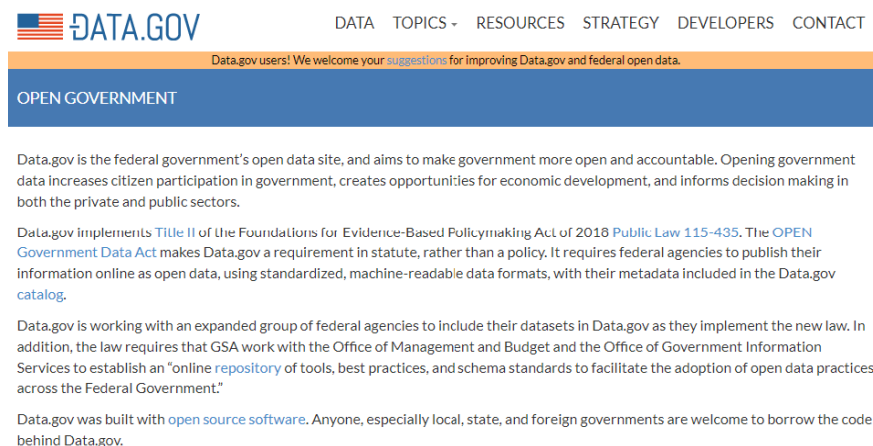 DATA.GOV
DATA TOPICS RESOURCES STRATEGY DEVELOPERS CONTACT
Data.gov users! We welcome your suggestions for improving Data.gov and federal open data.
OPEN GOVERNMENT
Data.gov is the federal government's open data site, and aims to make government more open and accountable. Opening government
data increases citizen participation in government, creates opportunities for economic development, and informs decision making in
both the private and public sectors.
Data.gov implements Title II of the Foundations for Evidence-Based Policymaking Act of 2018 Public Law 115-435. The OPEN
Government Data Act makes Data.gov a requirement in statute, rather than a policy. It requires federal agencies to publish their
information online as open data, using standardized, machine-readable data formats, with their metadata included in the Data.gov
catalog.
Data.gov is working with an expanded group of federal agencies to include their datasets in Data.gov as they implement the new law. In
addition, the law requires that GSA work with the Office of Management and Budget and the Office of Government Information
Services to establish an "online repository of tools, best practices, and schema standards to facilitate the adoption of open data practices
across the Federal Government."
Data.gov was built with open source software. Anyone, especially local, state, and foreign governments are welcome to borrow the code
behind Data.gov.